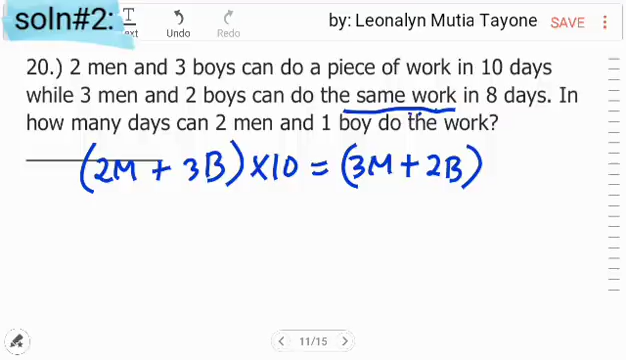 soln#2:
T
ext
Undo
Redo
by: Leonalyn Mutia Tayone
SAVE
20.) 2 men and 3 boys can do a piece of work in 10 days
while 3 men and 2 boys can do the same work in 8 days. In
how many days can 2 men and 1 boy do the work?
(2M + 3B) × 10 = (3M + 2B)
11/15